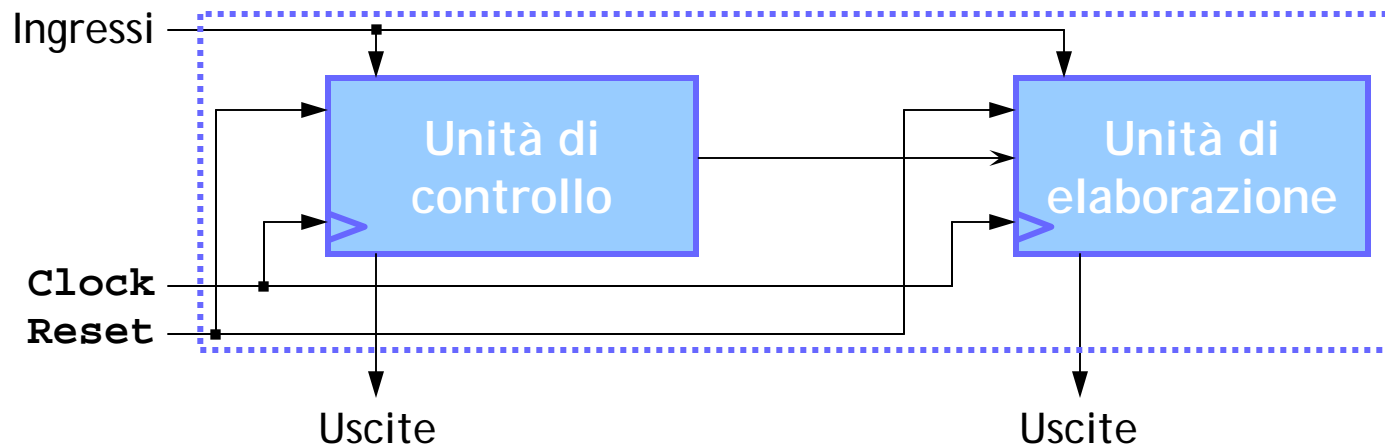 Ingressi
Unità di
controllo
Unità di
elaborazione
Clock
Reset
Uscite
Uscite